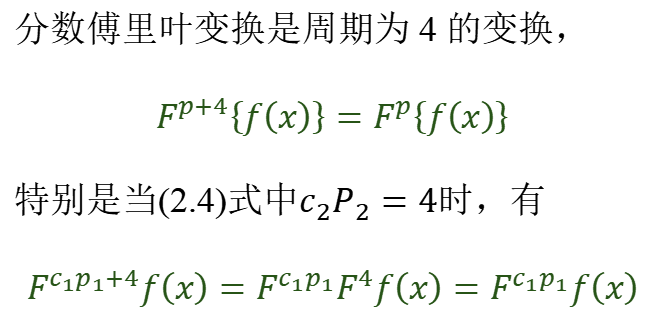 分数傅里叶变换是周期为 4 的变换，
F^{p+4}{f(x)} = F^{p}{f(x)}
特别是当(2.4)式中c₂P₂ = 4时，有
F^{c₁p₁+4}f(x) = F^{c₁p₁}F^{4}f(x) = F^{c₁p₁}f(x)